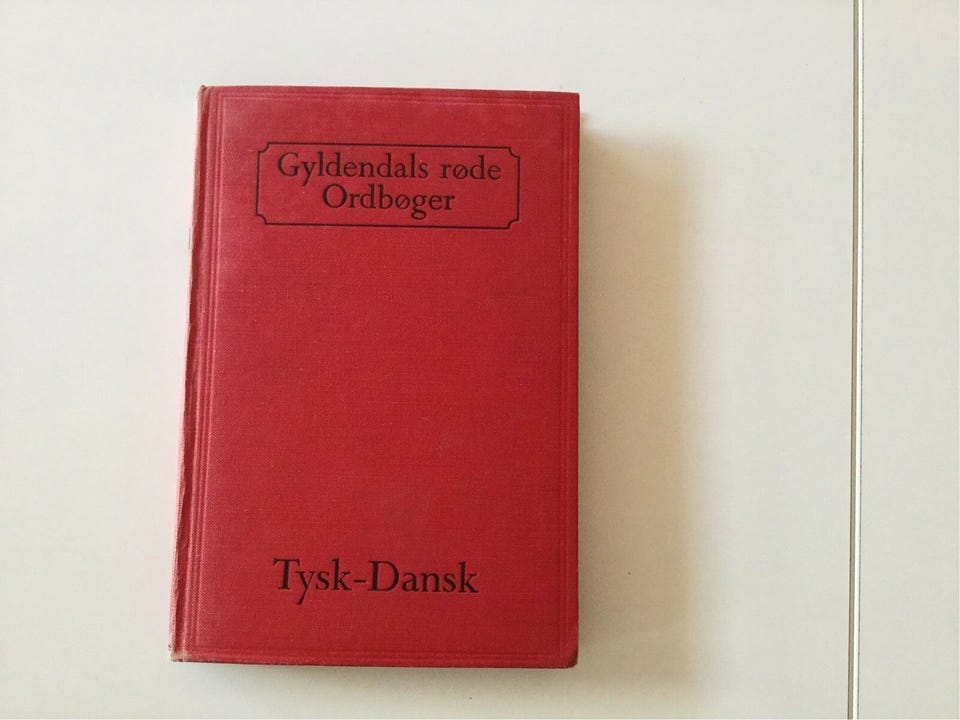 Gyldendals røde
Ordbøger
Tysk-Dansk